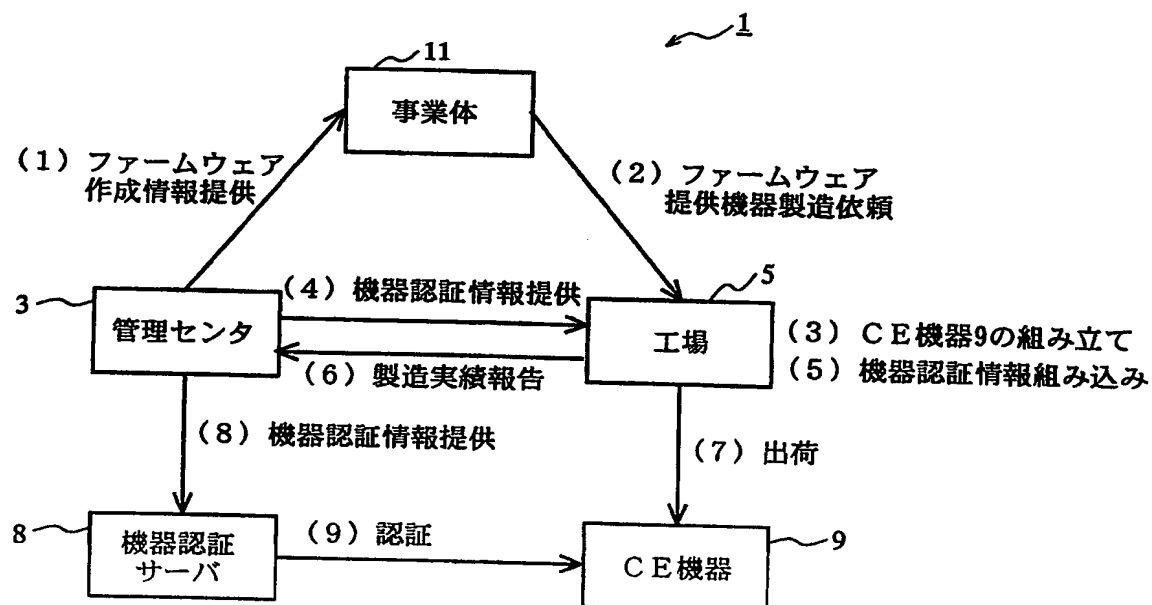 1
11
事業体
(1)ファームウェア
作成情報提供
(2)ファームウェア
提供機器製造依頼
3
管理センタ
(4)機器認証情報提供
5
工場
(3)CE機器9の組み立て
(5)機器認証情報組み込み
(6)製造実績報告
(8)機器認証情報提供
(7)出荷
8
機器認証
サーバ
(9)認証
CE機器
9